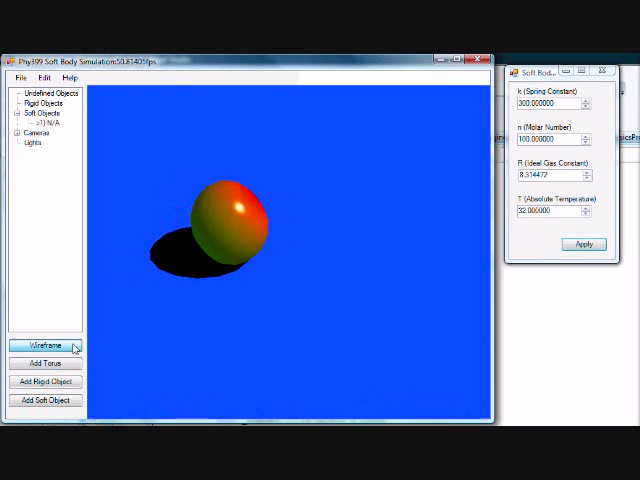 Phy399 Soft Body Simulation:50.81405fps
File Edit Help
Undefined Objects
Rigid Objects
Soft Objects
>1) N/A
Cameras
Lights
Wireframe
Add Torus
Add Rigid Object
Add Soft Object
Soft Bod...
k (Spring Constant)
300.000000
n (Molar Number)
100.000000
R (Ideal Gas Constant)
8.314472
T (Absolute Temperature)
32.000000
Apply